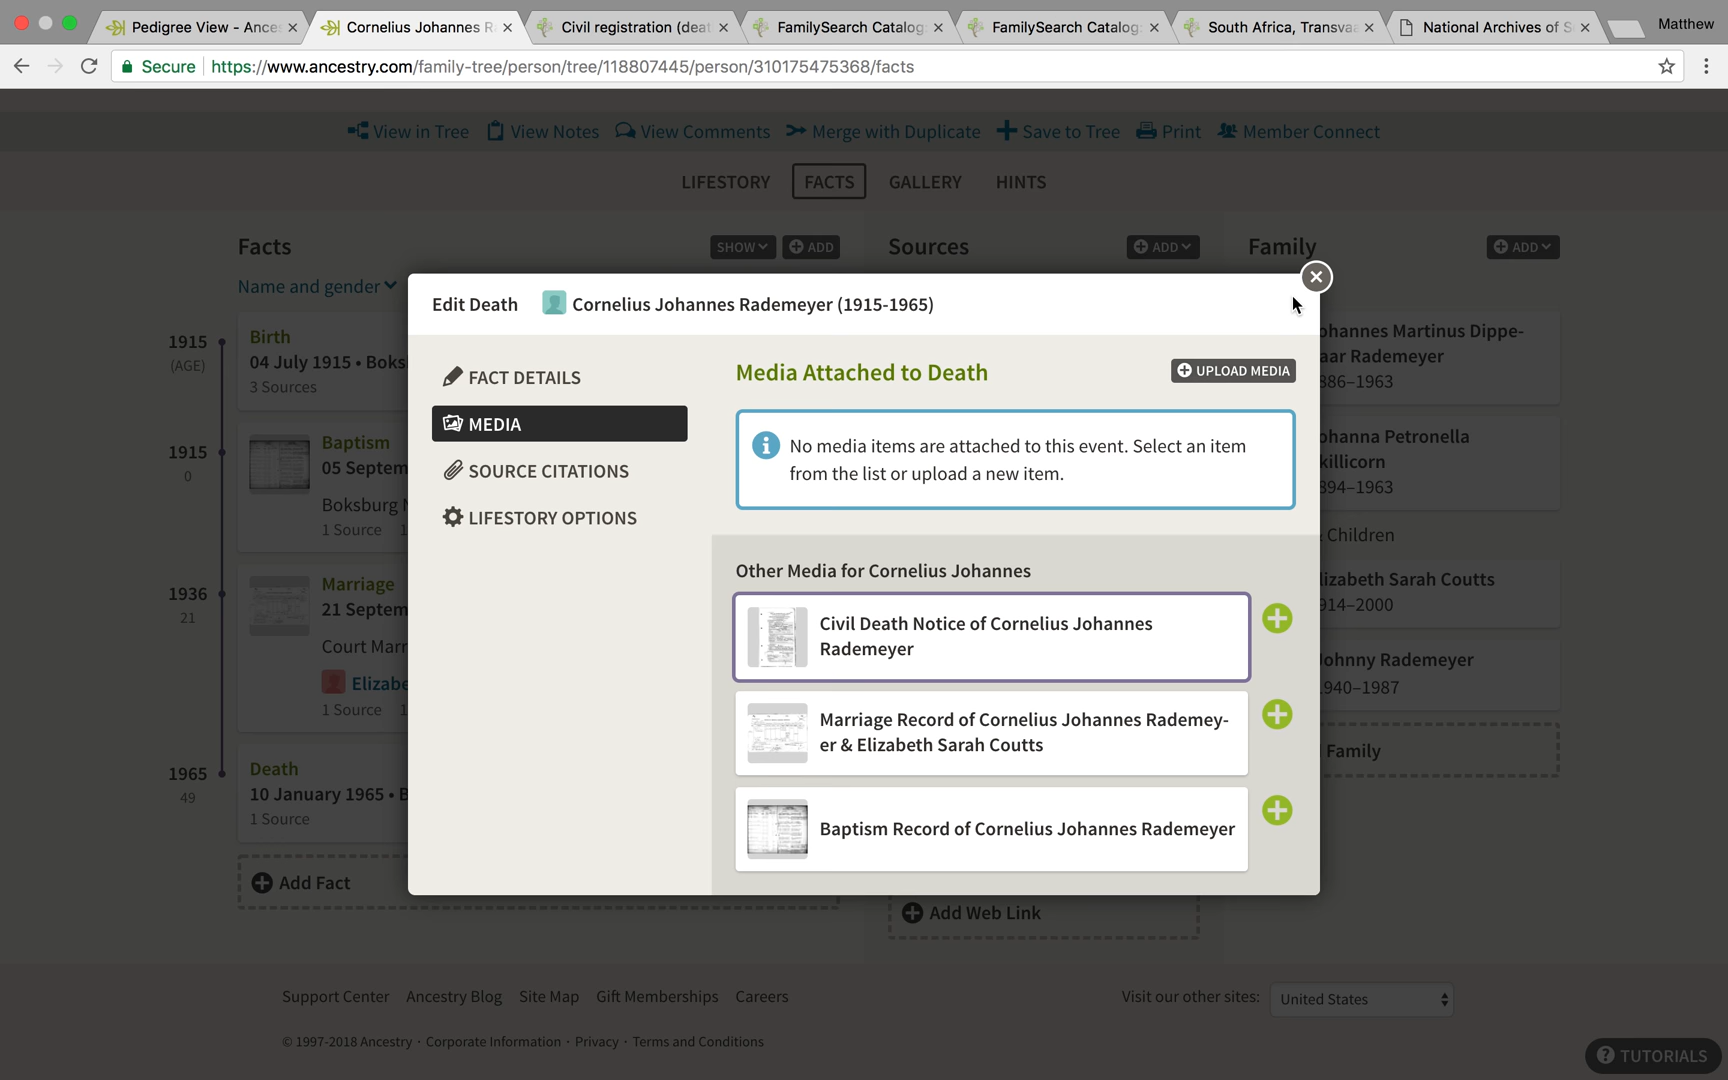 Pedigree View - Ances
Cornelius Johannes R
Civil registration (deat
FamilySearch Catalog:
FamilySearch Catalog:
South Africa, Transvaa
National Archives of S
Matthew
Secure
https://www.ancestry.com/family-tree/person/tree/118807445/person/310175475368/facts
View in Tree
View Notes
View Comments
Merge with Duplicate
Save to Tree
Print
Member Connect
LIFESTORY
FACTS
GALLERY
HINTS
Facts
SHOW
ADD
Sources
ADD
Family
ADD
Name and gender
1915
(AGE)
Birth
04 July 1915 • Boks
3 Sources
1915
0
Baptism
05 Septem
Boksburg N
1 Source 1
1936
21
Marriage
21 Septem
Court Marr
Elizabe
1 Source 1
1965
49
Death
10 January 1965 • B
1 Source
Add Fact
Edit Death
Cornelius Johannes Rademeyer (1915-1965)
FACT DETAILS
MEDIA
SOURCE CITATIONS
LIFESTORY OPTIONS
Media Attached to Death
UPLOAD MEDIA
No media items are attached to this event. Select an item
from the list or upload a new item.
Other Media for Cornelius Johannes
Civil Death Notice of Cornelius Johannes
Rademeyer
Marriage Record of Cornelius Johannes Rademey-
er & Elizabeth Sarah Coutts
Baptism Record of Cornelius Johannes Rademeyer
ohannes Martinus Dippe-
aar Rademeyer
886–1963
ohanna Petronella
killicorn
894–1963
Children
lizabeth Sarah Coutts
914–2000
ohnny Rademeyer
940–1987
Family
Add Web Link
Support Center
Ancestry Blog
Site Map
Gift Memberships
Careers
Visit our other sites:
United States
© 1997-2018 Ancestry · Corporate Information · Privacy · Terms and Conditions
TUTORIALS